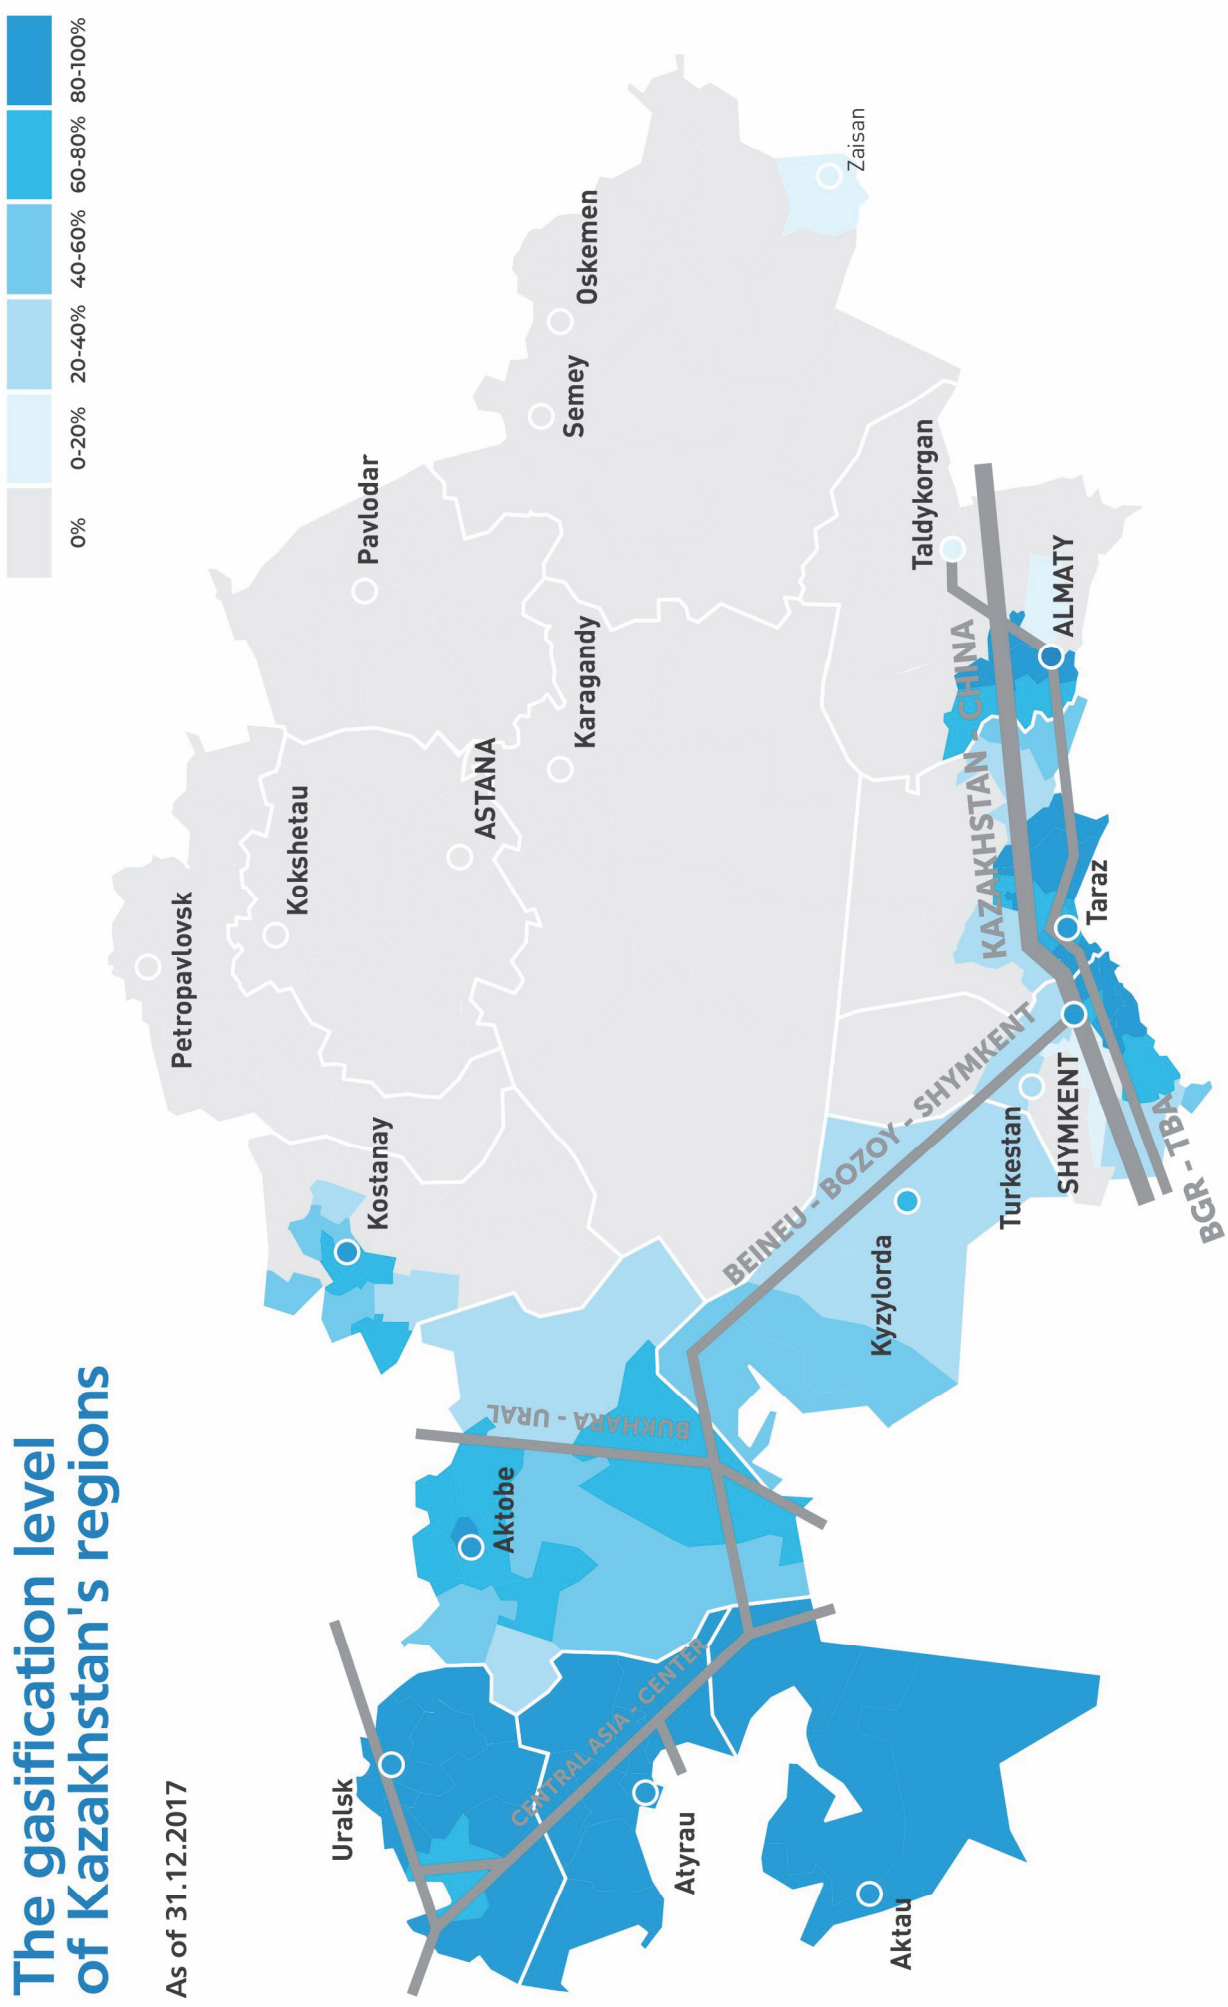 The gasification level
of Kazakhstan's regions
As of 31.12.2017
0%
0-20%
20-40%
40-60%
60-80%
80-100%
Petropavlovsk
Kokshetau
Kostanay
Pavlodar
ASTANA
Uralsk
Aktobe
Semey
Oskemen
Karagandy
BUKHARA - URAL
CENTRAL ASIA - CENTER
Atyrau
BEINEU - BOZOY - SHYMKENT
Zaisan
Kyzylorda
Aktau
Taldykorgan
KAZAKHSTAN - CHINA
Turkestan
SHYMKENT
ALMATY
Taraz
BGR - TBA